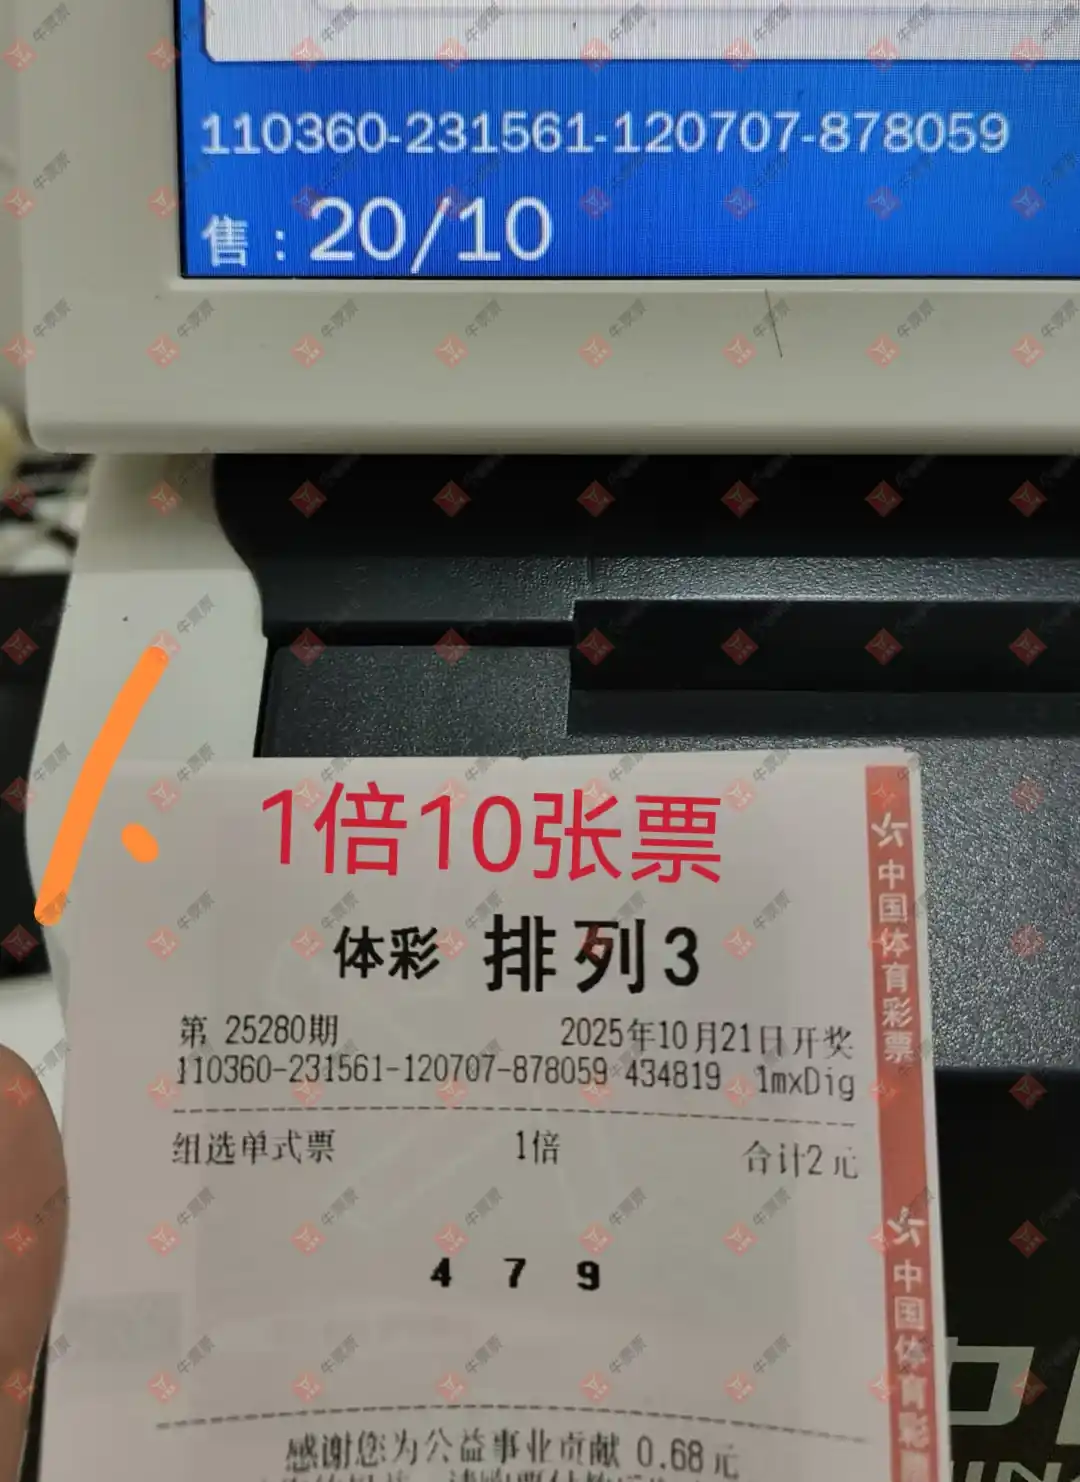 110360-231561-120707-878059
售：20/10
1倍10张票
体彩 排列3
第 25280期 2025年10月21日开奖
110360-231561-120707-878059 434819 1mxDig
组选单式票 1倍 合计2元
4 7 9
感谢您为公益事业贡献 0.68元
中国体育彩票
中国体育彩
牛票票